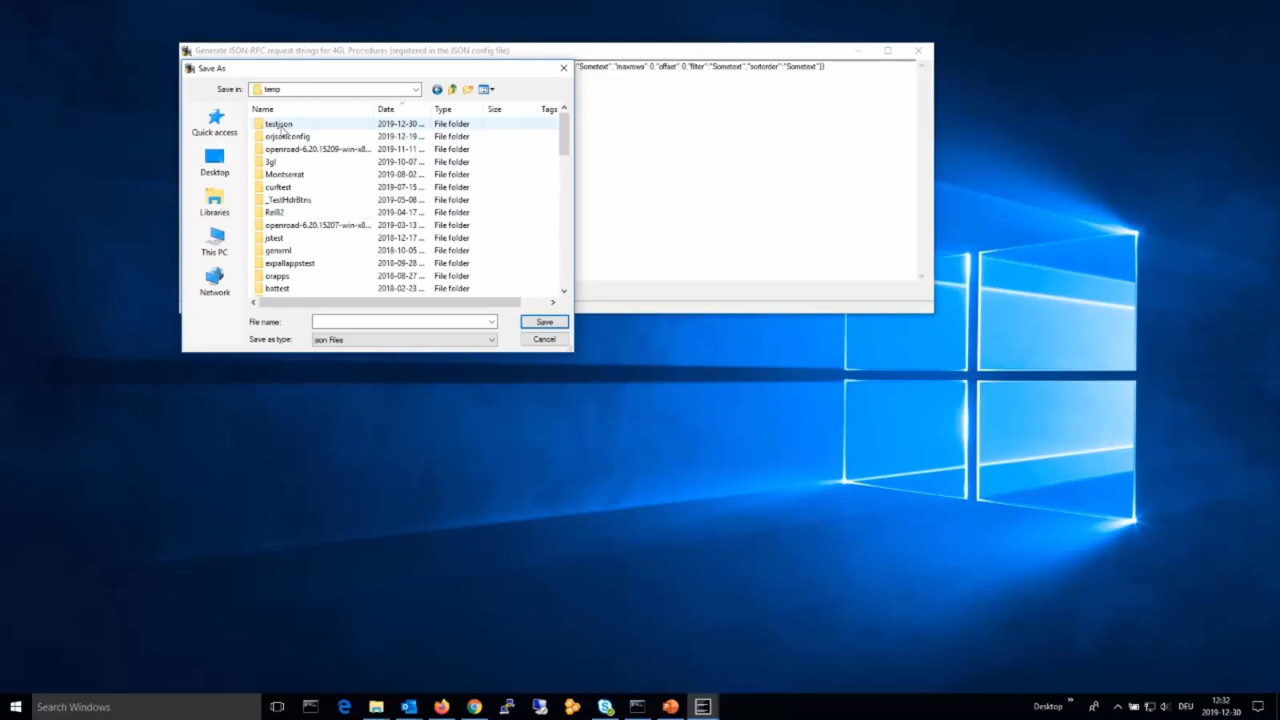 Generate JSON-RPC request strings for 4GL Procedures (registered in the JSON config file)
Save As
"Sometext","maxrows":0,"offset":0,"filter":"Sometext","sortorder":"Sometext"}}
Save in: temp
Name Date Type Size Tags
Quick access
Desktop
Libraries
This PC
Network
testjson 2019-12-30 ... File folder
orjsonconfig 2019-12-19 ... File folder
openroad-6.20.15209-win-x8... 2019-11-11 ... File folder
3gl 2019-10-07 ... File folder
Montserrat 2019-08-02 ... File folder
curltest 2019-07-15 ... File folder
_TestHdrBtns 2019-05-08 ... File folder
Rel82 2019-04-17 ... File folder
openroad-6.20.15207-win-x8... 2019-03-13 ... File folder
jstest 2018-12-17 ... File folder
genxml 2018-10-05 ... File folder
expallappstest 2018-09-28 ... File folder
orapps 2018-08-27 ... File folder
battest 2018-02-23 ... File folder
File name: Save
Save as type: json Files Cancel
Search Windows
Desktop
DEU
12:32
2019-12-30